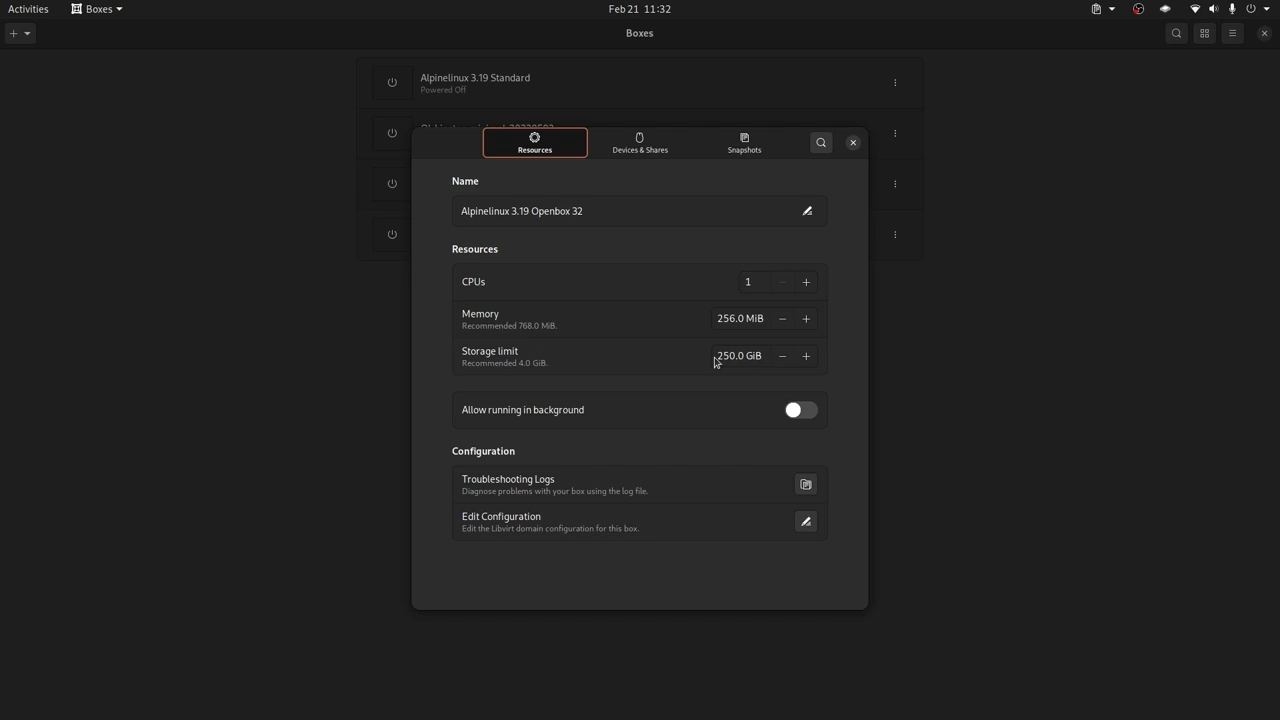 Activities
Boxes
Feb 21 11:32
Boxes
Alpinelinux 3.19 Standard
Powered Off
Resources
Devices & Shares
Snapshots
Name
Alpinelinux 3.19 Openbox 32
Resources
CPUs
1
Memory
Recommended 768.0 MiB.
256.0 MiB
Storage limit
Recommended 4.0 GiB.
250.0 GiB
Allow running in background
Configuration
Troubleshooting Logs
Diagnose problems with your box using the log file.
Edit Configuration
Edit the Libvirt domain configuration for this box.